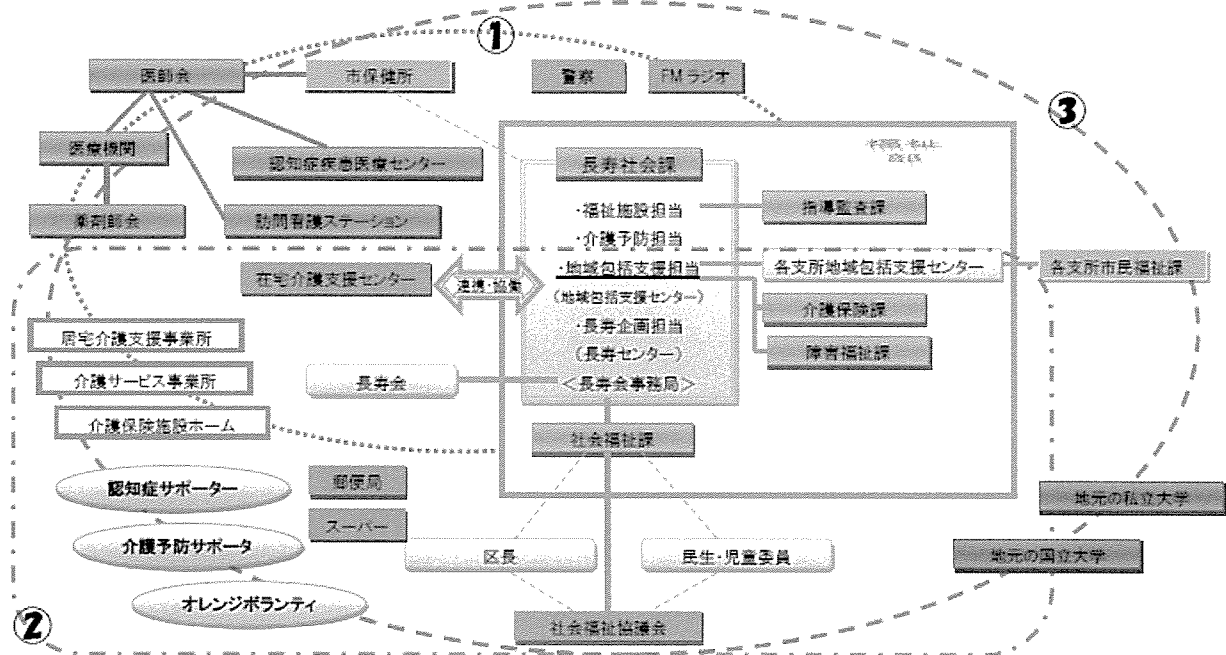 ①
医師会
市保健所
警察
FMラジオ
③
医療機関
認知症疾患医療センター
長寿社会課
福祉
部
薬剤師会
訪問看護ステーション
・福祉施設担当
指導監査課
・介護予防担当
在宅介護支援センター
連携・協働
・地域包括支援担当
各支所地域包括支援センター
各支所市民福祉課
(地域包括支援センター)
介護保険課
居宅介護支援事業所
・長寿企画担当
(長寿センター)
障害福祉課
介護サービス事業所
長寿会
<長寿会事務局>
介護保険施設ホーム
社会福祉課
認知症サポーター
郵便局
地元の私立大学
スーパー
介護予防サポータ
区長
民生・児童委員
地元の国立大学
オレンジボランティ
②
社会福祉協議会